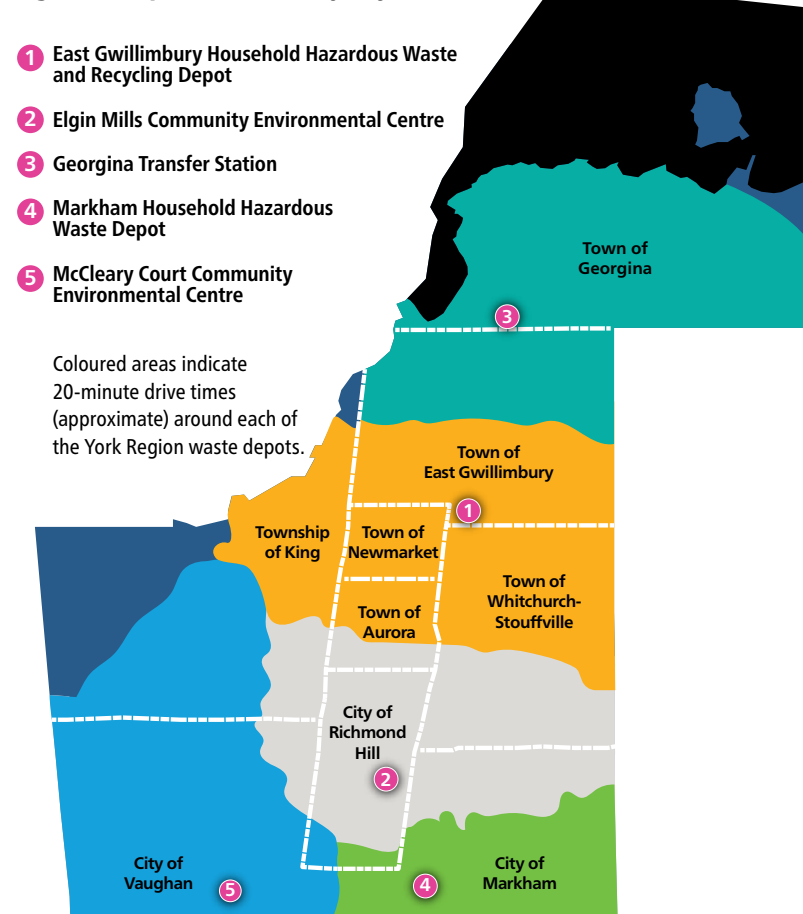 1 East Gwillimbury Household Hazardous Waste
and Recycling Depot
2 Elgin Mills Community Environmental Centre
3 Georgina Transfer Station
4 Markham Household Hazardous
Waste Depot
5 McCleary Court Community
Environmental Centre
Coloured areas indicate
20-minute drive times
(approximate) around each of
the York Region waste depots.
Town of
Georgina
3
Town of
East Gwillimbury
1
Township
of King
Town of
Newmarket
Town of
Whitchurch-
Stouffville
Town of
Aurora
City of
Richmond
Hill
2
City of
Vaughan
5
4
City of
Markham